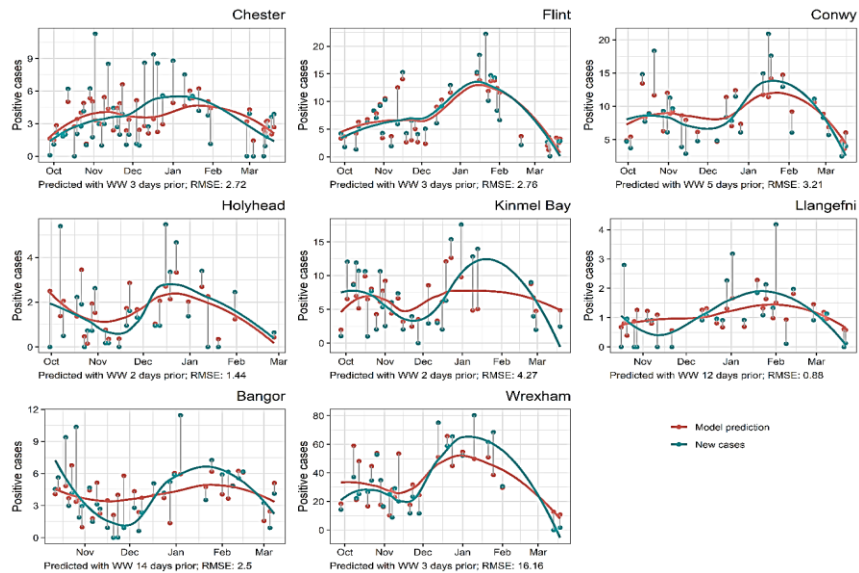 Chester
Flint
Conwy
Positive cases
9
6
3
0
Oct Nov Dec Jan Feb Mar
Predicted with WW 3 days prior; RMSE: 2.72
Positive cases
20
15
10
5
0
Oct Nov Dec Jan Feb Mar
Predicted with WW 3 days prior; RMSE: 2.76
Positive cases
20
15
10
5
Oct Nov Dec Jan Feb Mar
Predicted with WW 5 days prior; RMSE: 3.21
Holyhead
Kinmel Bay
Llangefni
Positive cases
4
2
0
Oct Nov Dec Jan Feb Mar
Predicted with WW 2 days prior; RMSE: 1.44
Positive cases
15
10
5
0
Oct Nov Dec Jan Feb Mar
Predicted with WW 2 days prior; RMSE: 4.27
Positive cases
4
3
2
1
0
Nov Dec Jan Feb Mar
Predicted with WW 12 days prior; RMSE: 0.88
Bangor
Wrexham
Positive cases
12
9
6
3
0
Nov Dec Jan Feb Mar
Predicted with WW 14 days prior; RMSE: 2.5
Positive cases
80
60
40
20
0
Oct Nov Dec Jan Feb Mar
Predicted with WW 3 days prior; RMSE: 16.16
Model prediction
New cases